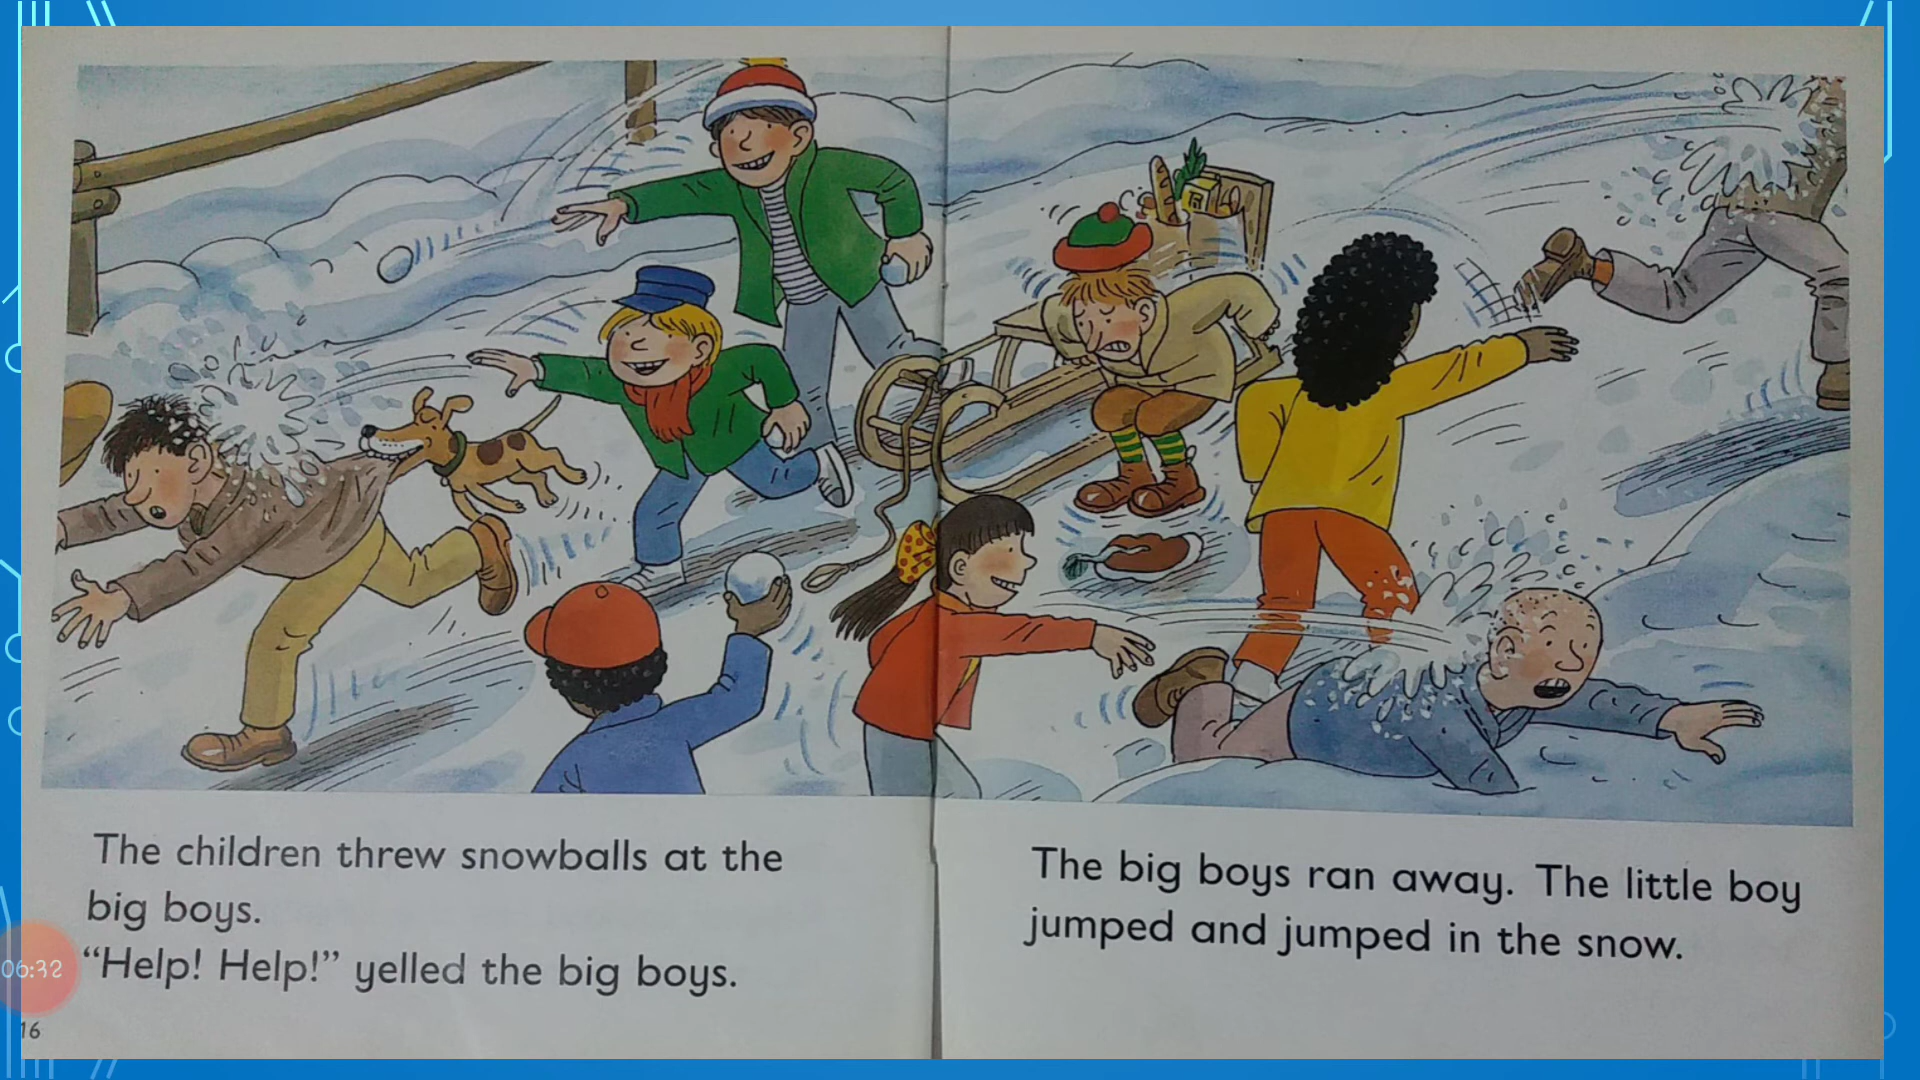 The children threw snowballs at the
big boys.
“Help! Help!” yelled the big boys.
06:32
16
The big boys ran away. The little boy
jumped and jumped in the snow.